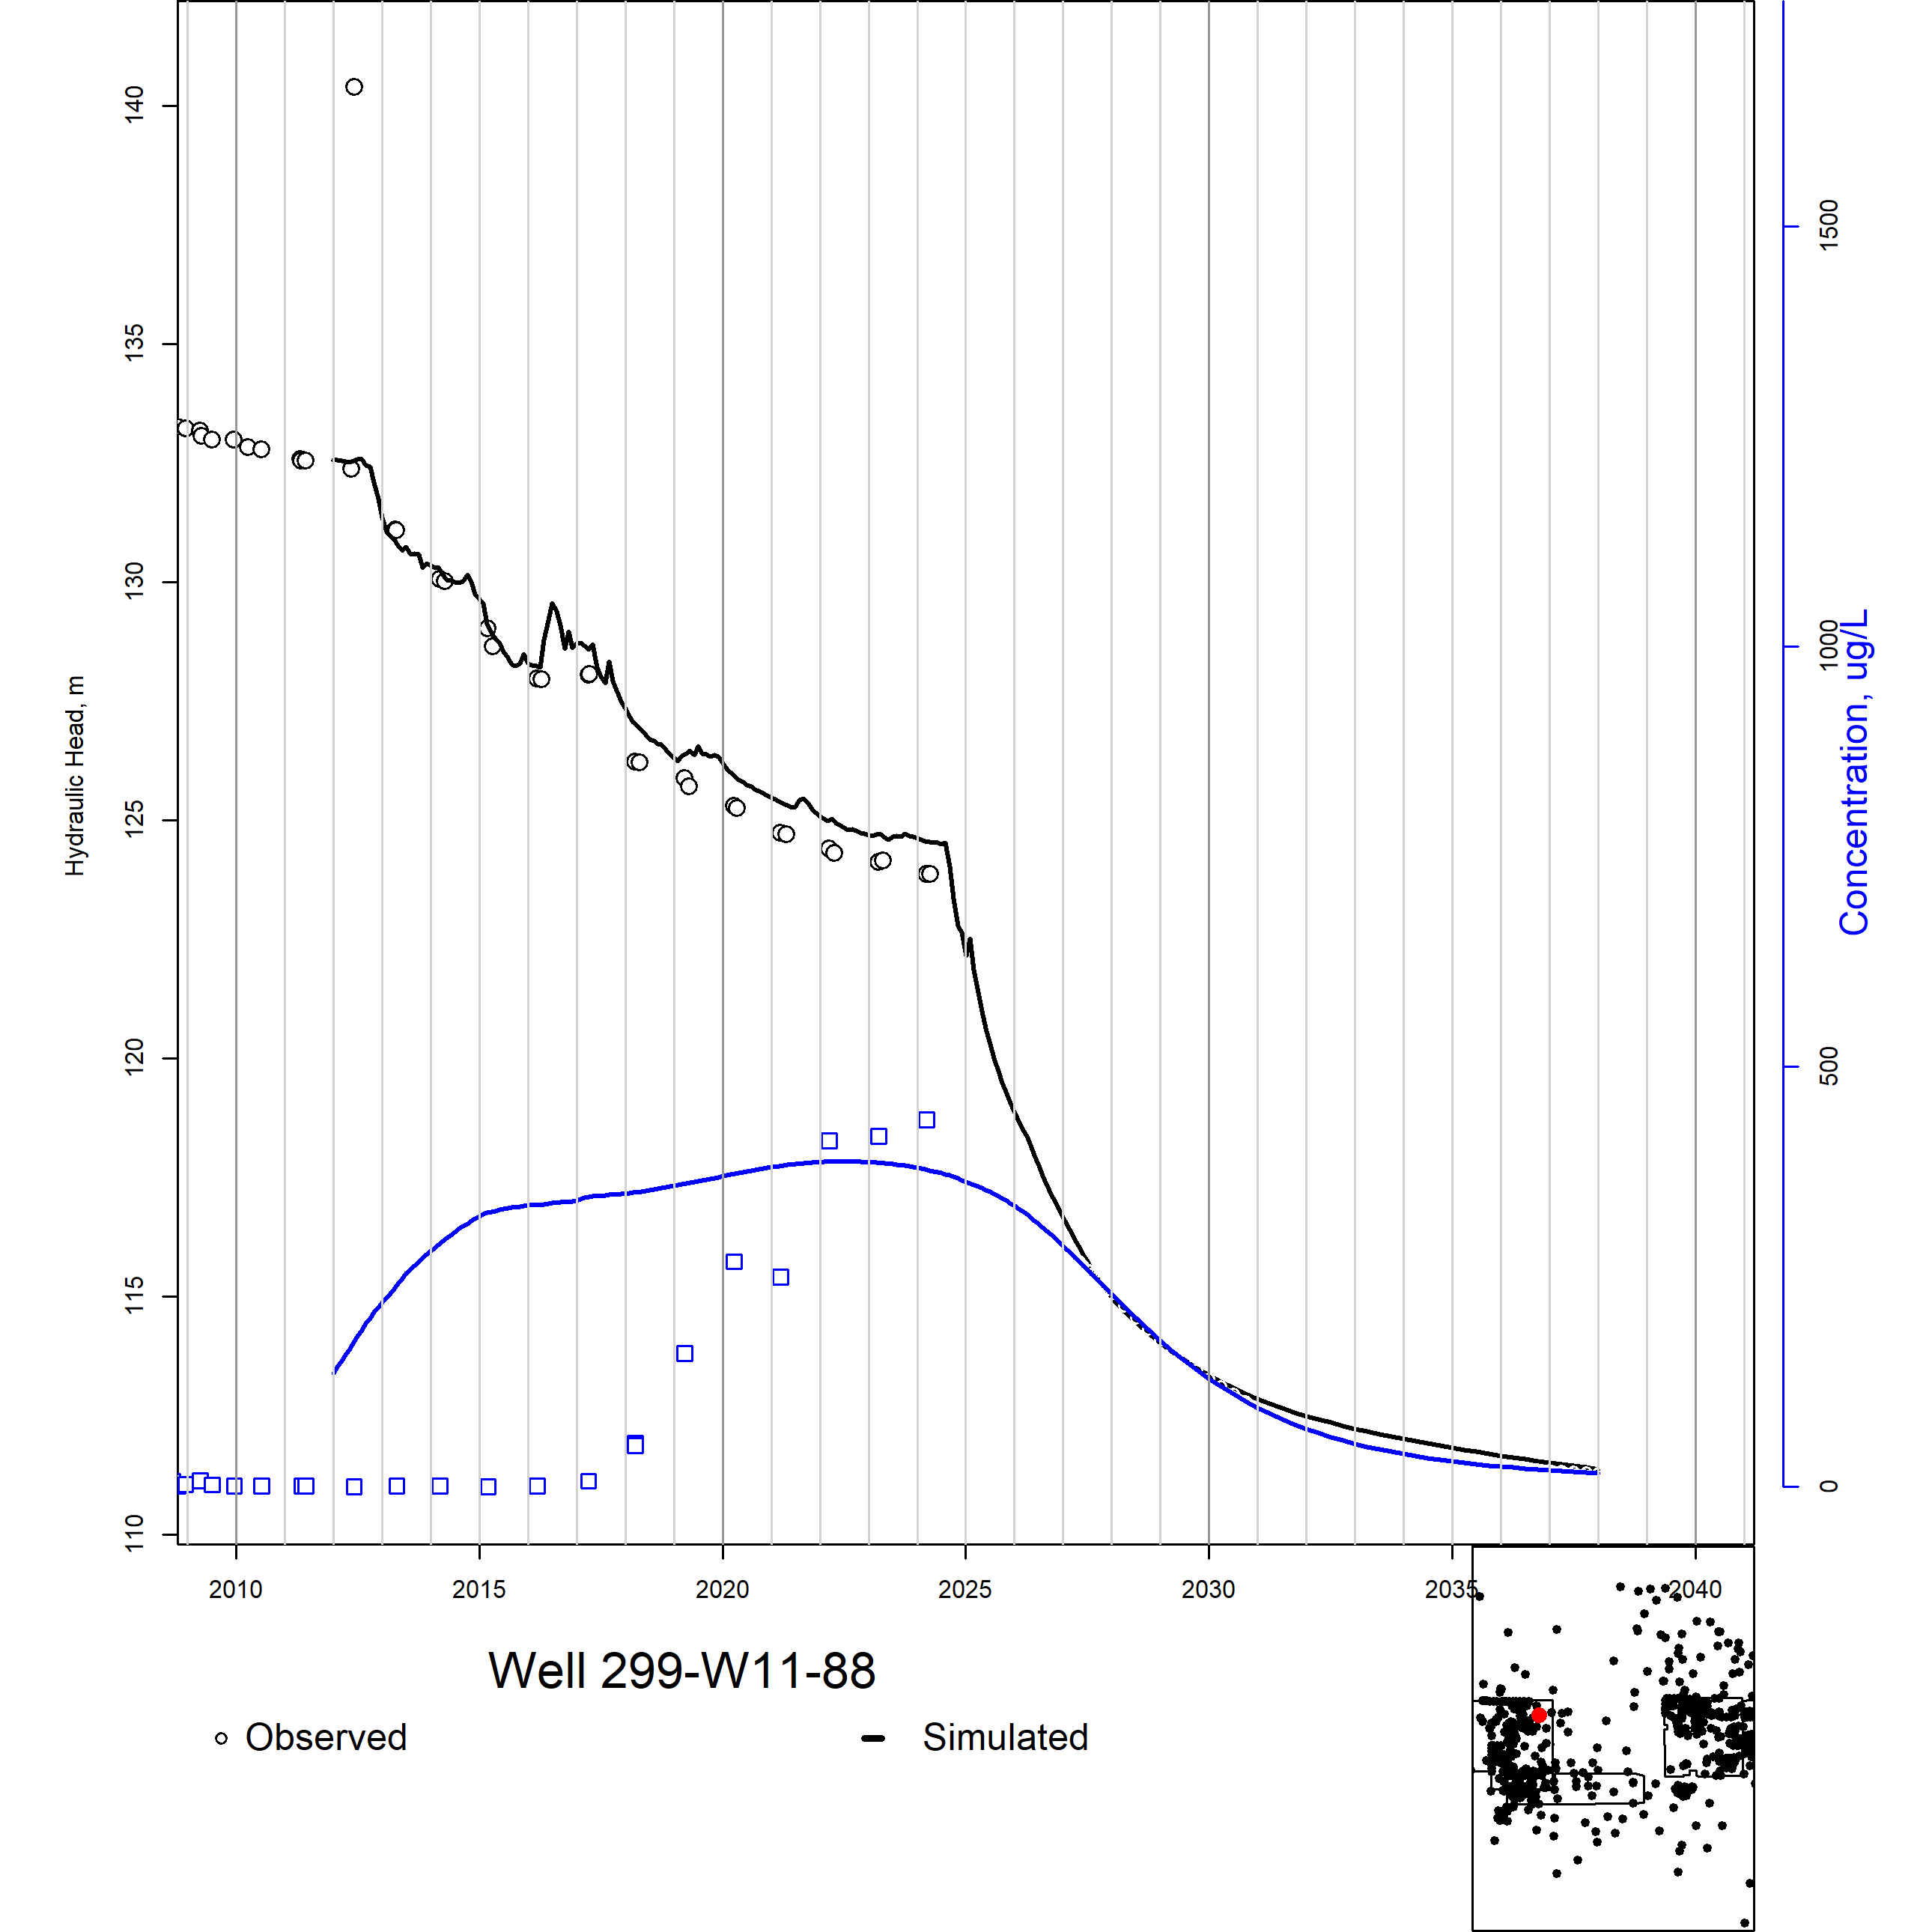 140
135
130
125
120
115
110
Hydraulic Head, m
1500
1000
500
0
Concentration, ug/L
2010 2015 2020 2025 2030 2035 2040
Well 299-W11-88
Observed Simulated